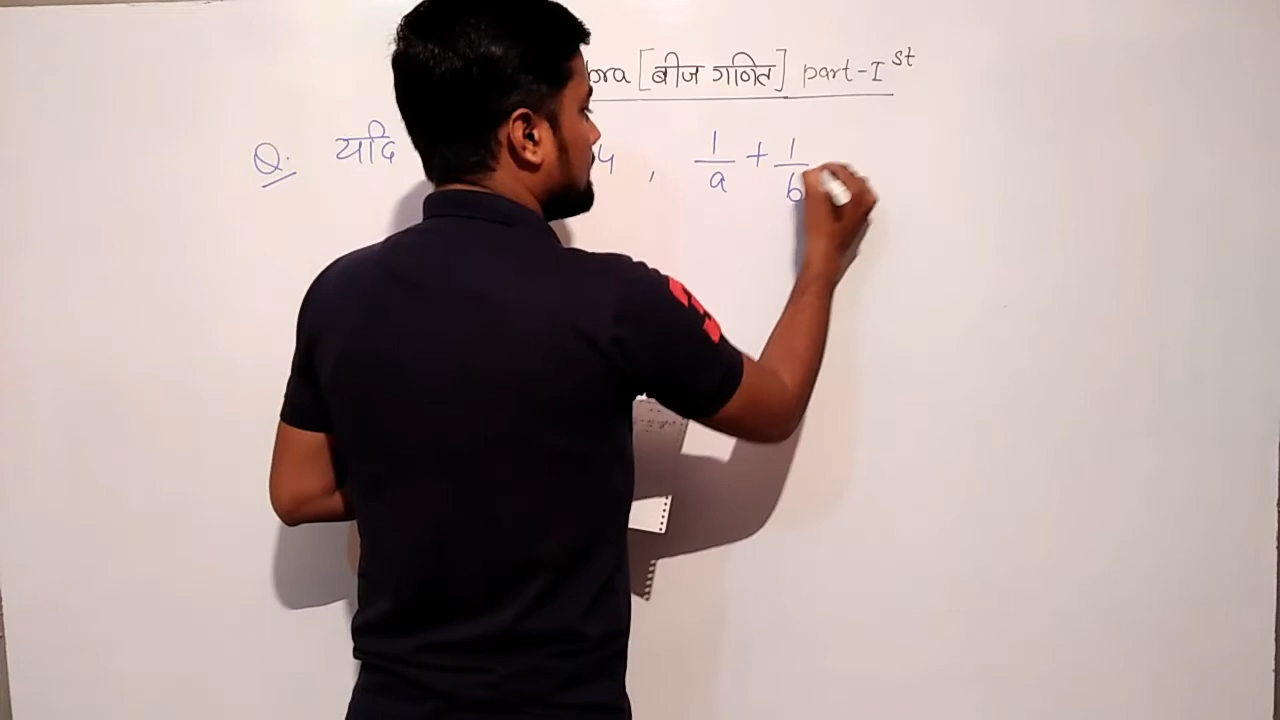 bra [बीज गणित] part-I st
Q. यदि 4 , 1/a + 1/b